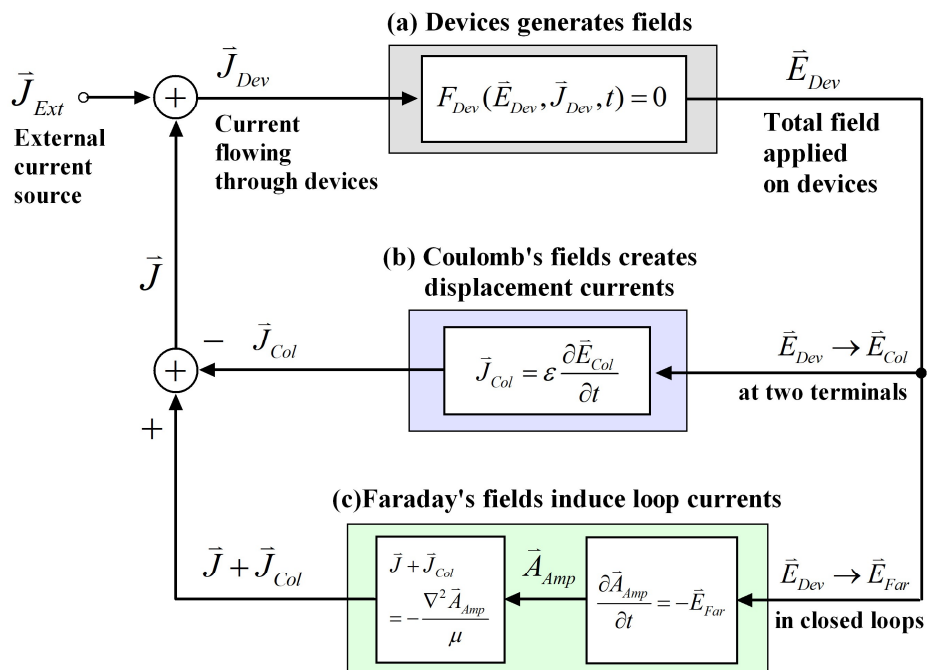 (a) Devices generates fields
J⃗_Ext
External
current
source
+
J⃗_Dev
Current
flowing
through devices
F_Dev(E⃗_Dev, J⃗_Dev, t) = 0
E⃗_Dev
Total field
applied
on devices
J⃗
(b) Coulomb's fields creates
displacement currents
−
J⃗_Col
+
+
J⃗_Col = ε ∂E⃗_Col / ∂t
E⃗_Dev → E⃗_Col
at two terminals
(c)Faraday's fields induce loop currents
J⃗ + J⃗_Col
J⃗ + J⃗_Col
= − ∇²A⃗_Amp / μ
A⃗_Amp
∂A⃗_Amp / ∂t = −E⃗_Far
E⃗_Dev → E⃗_Far
in closed loops